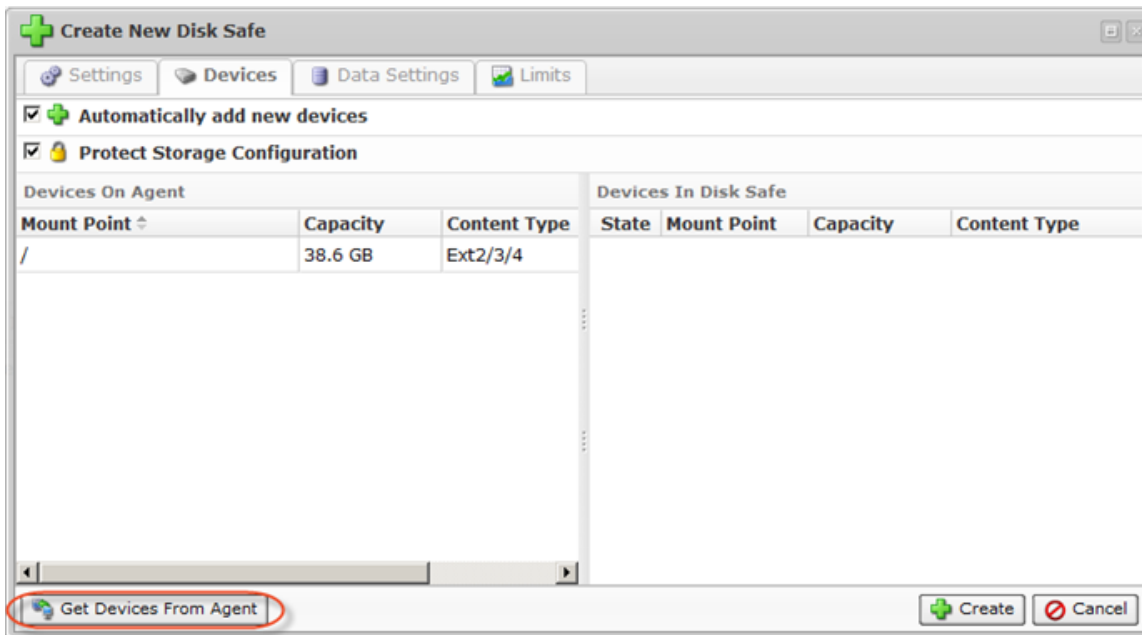 Create New Disk Safe
Settings Devices Data Settings Limits
Automatically add new devices
Protect Storage Configuration
Devices On Agent Devices In Disk Safe
Mount Point Capacity Content Type State Mount Point Capacity Content Type
/ 38.6 GB Ext2/3/4
Get Devices From Agent Create Cancel